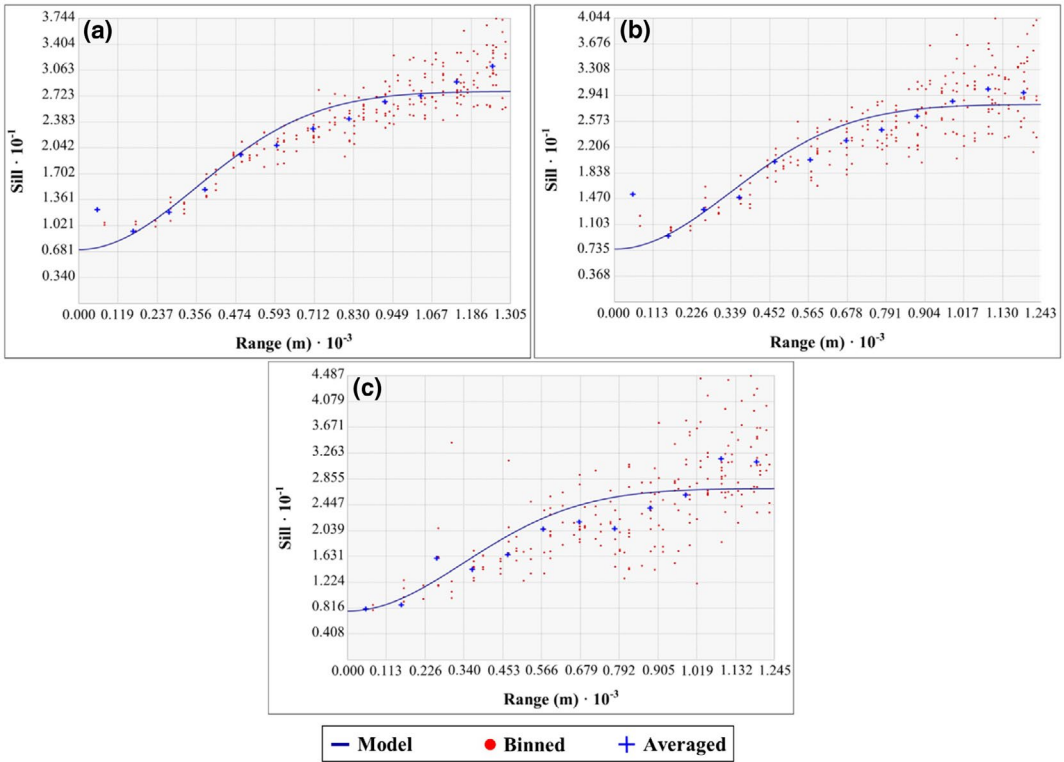 (a)
3.744
3.404
3.063
2.723
2.383
2.042
1.702
1.361
1.021
0.681
0.340
Sill · 10⁻¹
0.000 0.119 0.237 0.356 0.474 0.593 0.712 0.830 0.949 1.067 1.186 1.305
Range (m) · 10⁻³
(b)
4.044
3.676
3.308
2.941
2.573
2.206
1.838
1.470
1.103
0.735
0.368
Sill · 10⁻¹
0.000 0.113 0.226 0.339 0.452 0.565 0.678 0.791 0.904 1.017 1.130 1.243
Range (m) · 10⁻³
(c)
4.487
4.079
3.671
3.263
2.855
2.447
2.039
1.631
1.224
0.816
0.408
Sill · 10⁻¹
0.000 0.113 0.226 0.340 0.453 0.566 0.679 0.792 0.905 1.019 1.132 1.245
Range (m) · 10⁻³
Model Binned Averaged